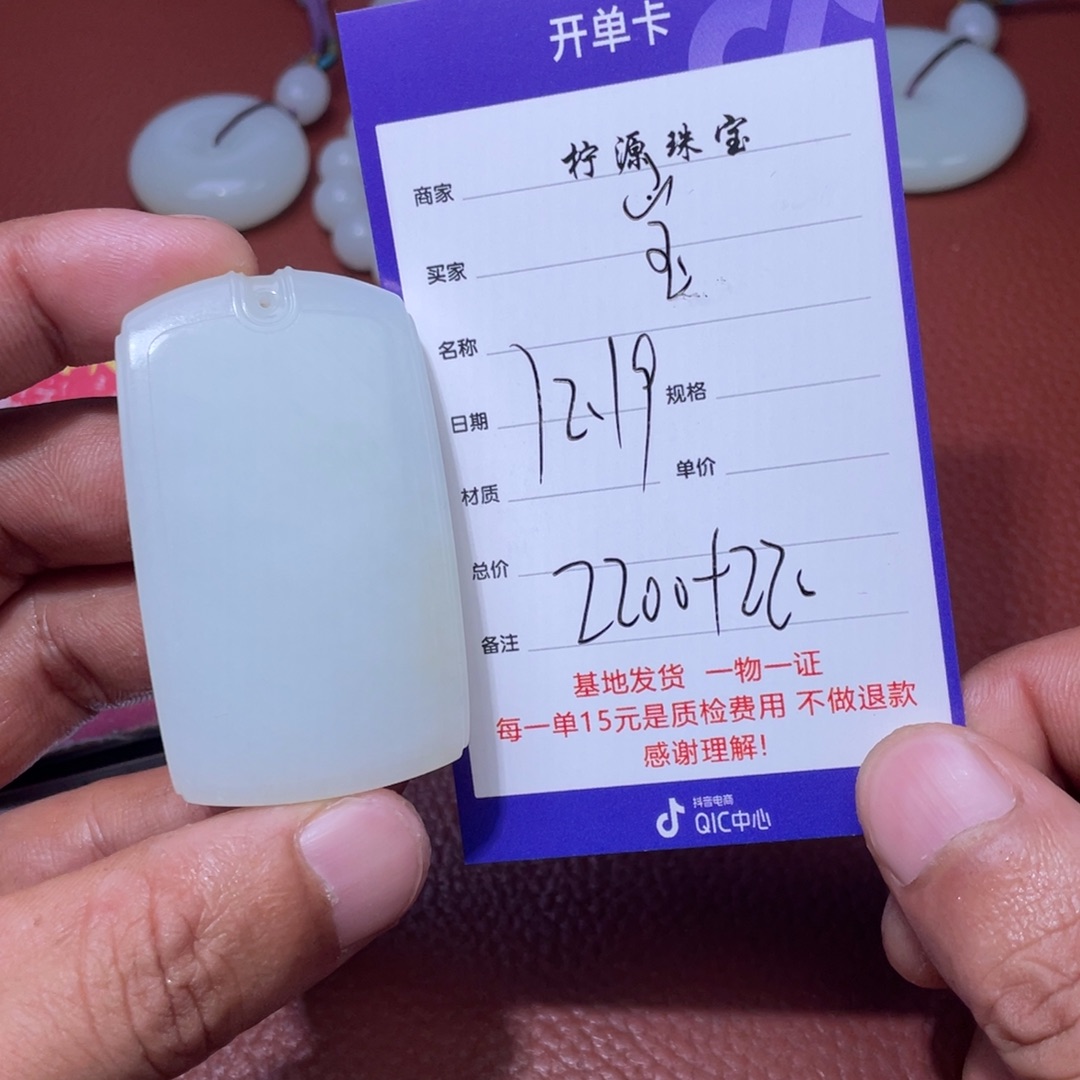 开单卡
商家 柠源珠宝
买家
名称
日期 12.19 规格
材质 单价
总价 2200+22
备注
基地发货 一物一证
每一单15元是质检费用 不做退款
感谢理解!
抖音电商
QIC中心